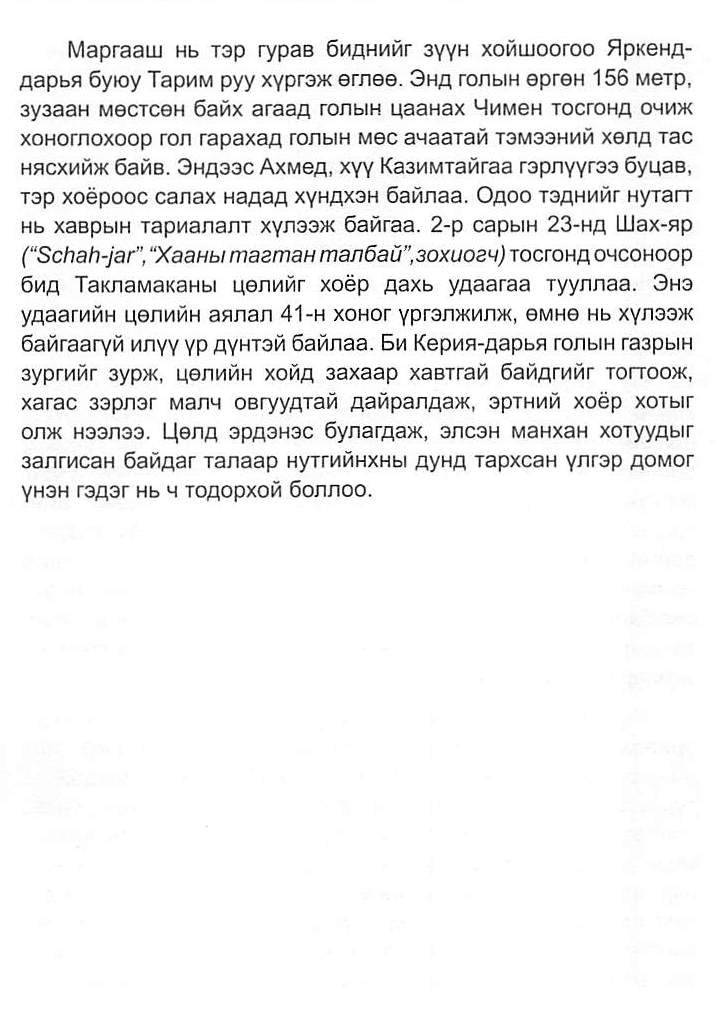 Маргааш нь тэр гурав биднийг зүүн хойшоогоо Яркенд-
дарья буюу Тарим руу хүргэж өглөө. Энд голын өргөн 156 метр,
зузаан мөстсөн байх агаад голын цаанах Чимен тосгонд очиж
хоноглохоор гол гарахад голын мөс ачаатай тэмээний хөлд тас
нясхийж байв. Эндээс Ахмед, хүү Казимтайгаа гэрлүүгээ буцав,
тэр хоёроос салах надад хүндхэн байлаа. Одоо тэднийг нутагт
нь хаврын тариалалт хүлээж байгаа. 2-р сарын 23-нд Шах-яр
(“Schah-jar”,“Хааны тагтан талбай”,зохиогч) тосгонд очсоноор
бид Такламаканы цөлийг хоёр дахь удаагаа тууллаа. Энэ
удаагийн цөлийн аялал 41-н хоног үргэлжилж, өмнө нь хүлээж
байгаагүй илүү үр дүнтэй байлаа. Би Керия-дарья голын газрын
зургийг зурж, цөлийн хойд захаар хавтгай байдгийг тогтоож,
хагас зэрлэг малч овгуудтай дайралдаж, эртний хоёр хотыг
олж нээлээ. Цөлд эрдэнэс булагдаж, элсэн манхан хотуудыг
залгисан байдаг талаар нутгийнхны дунд тархсан үлгэр домог
үнэн гэдэг нь ч тодорхой боллоо.